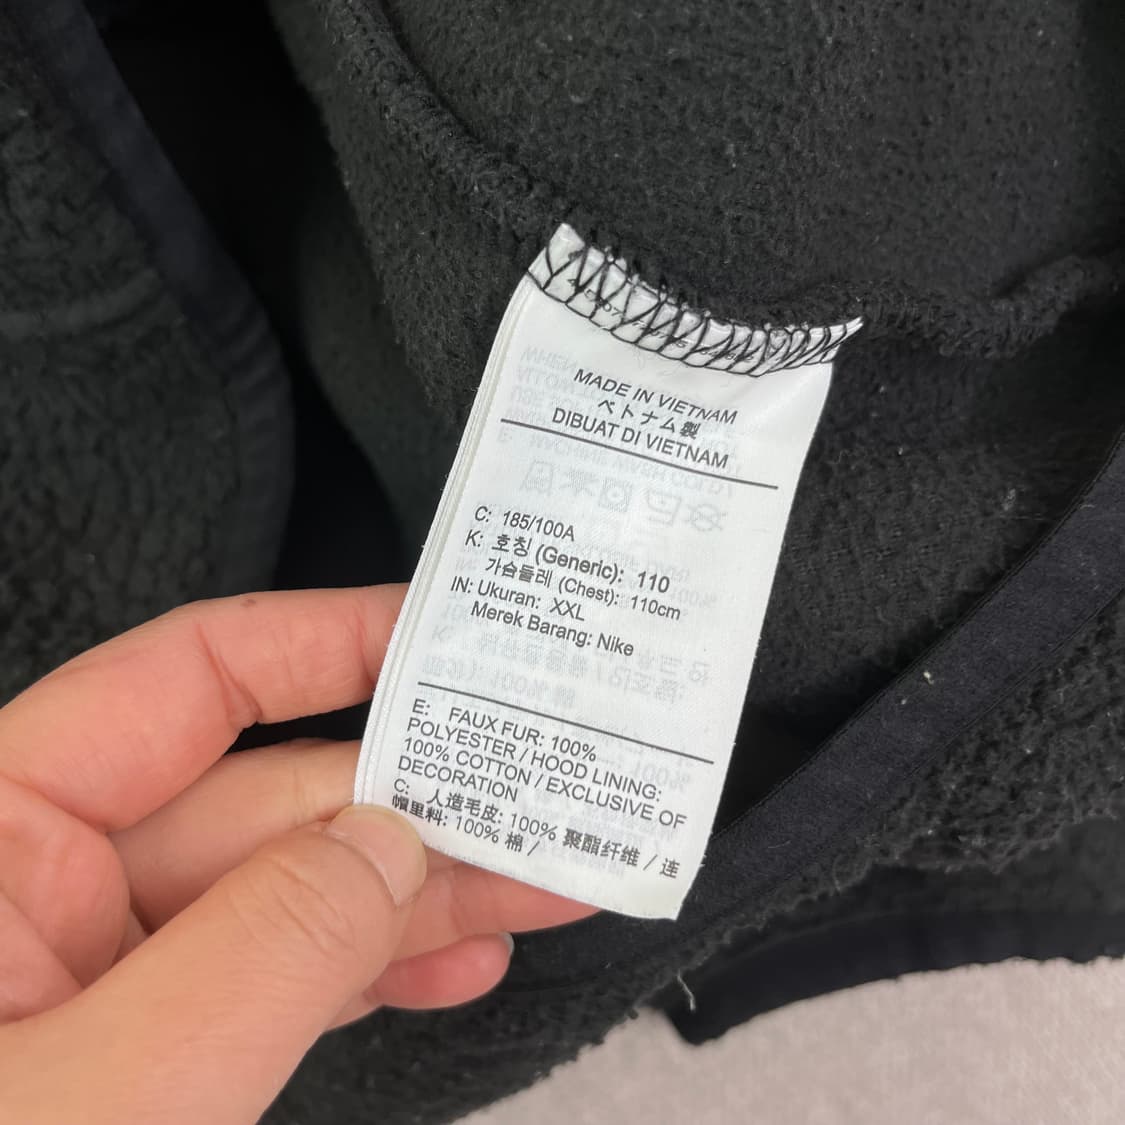 MADE IN VIETNAM
ベトナム製
DIBUAT DI VIETNAM
C: 185/100A
K: 호칭 (Generic): 110
가슴둘레 (Chest): 110cm
IN: Ukuran: XXL
Merek Barang: Nike
E: FAUX FUR: 100%
POLYESTER / HOOD LINING:
100% COTTON / EXCLUSIVE OF
DECORATION
C: 人造毛皮: 100% 聚酯纤维 / 连
帽里料: 100% 棉 /